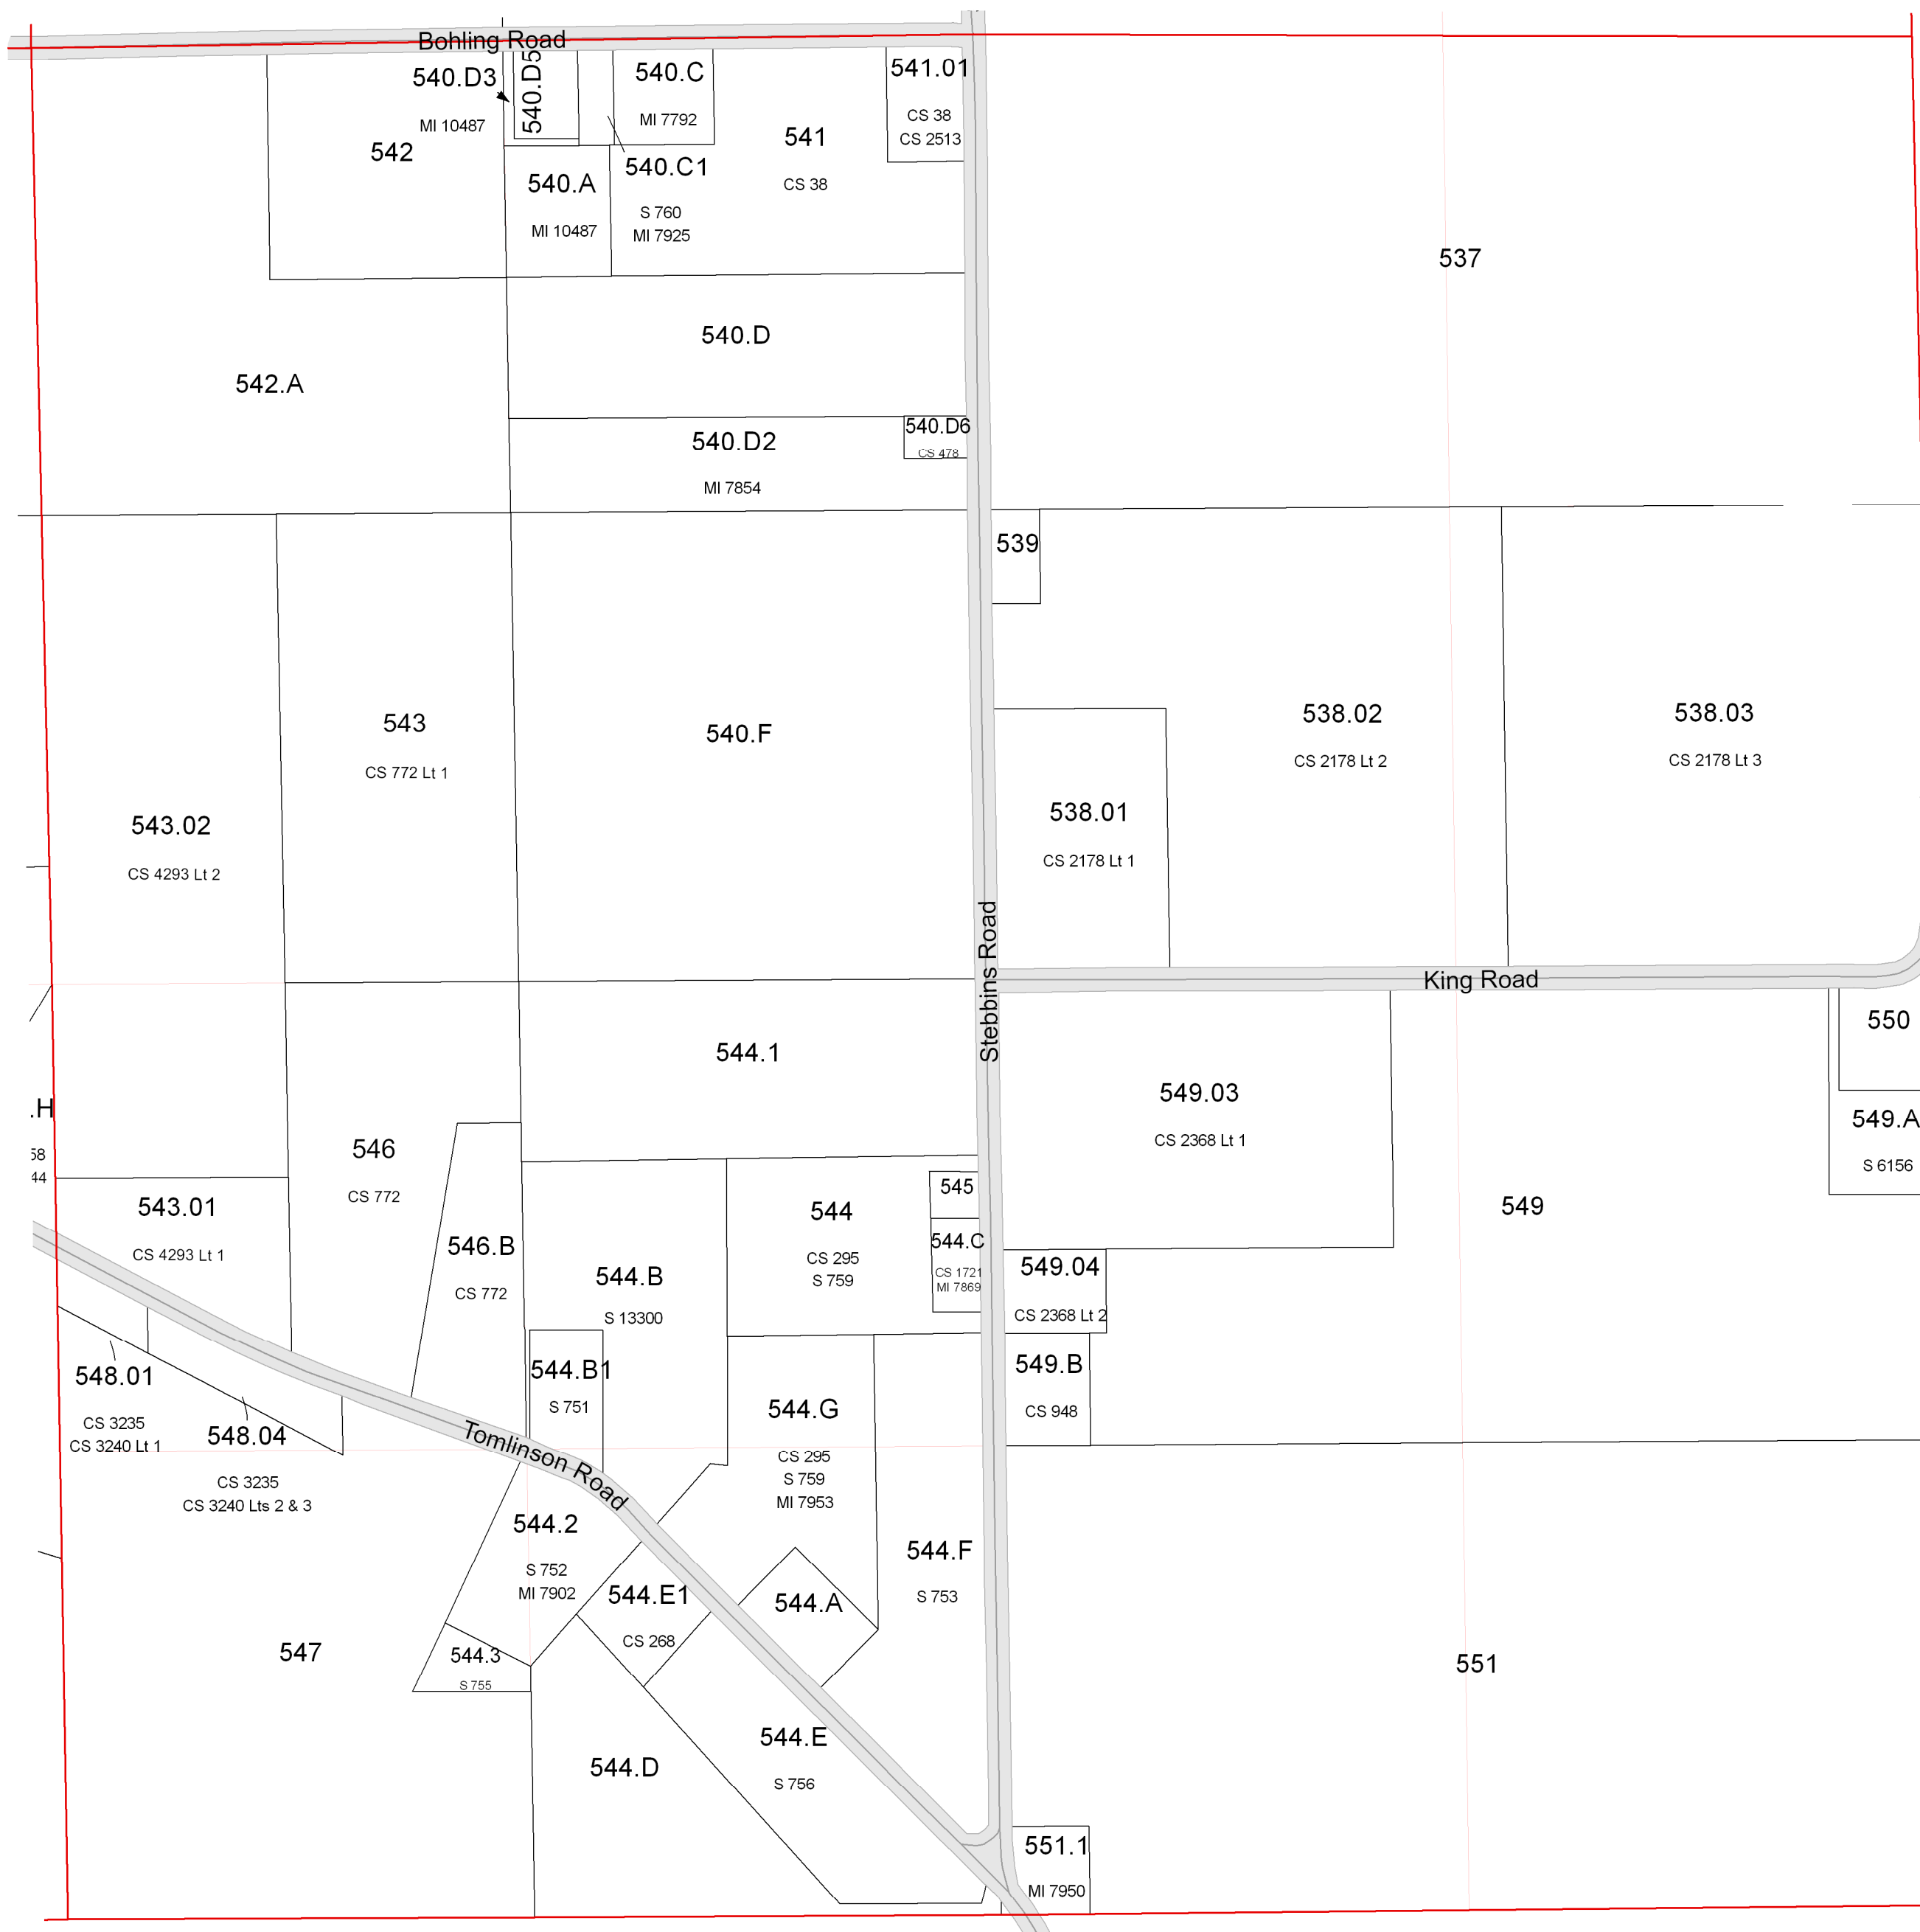 Bohling Road
540.D3
MI 10487
542
540.D5
540.C
MI 7792
540.C1
S 760
MI 7925
540.A
MI 10487
541
CS 38
541.01
CS 38
CS 2513
537
542.A
540.D
540.D2
MI 7854
540.D6
CS 478
539
543.02
CS 4293 Lt 2
543
CS 772 Lt 1
540.F
538.01
CS 2178 Lt 1
538.02
CS 2178 Lt 2
538.03
CS 2178 Lt 3
Stebbins Road
King Road
.H
58
44
543.01
CS 4293 Lt 1
546
CS 772
546.B
CS 772
544.1
544.B
S 13300
544.B1
S 751
544
CS 295
S 759
545
544.C
CS 1721
MI 7869
549.03
CS 2368 Lt 1
549.04
CS 2368 Lt 2
549.B
CS 948
549
550
549.A
S 6156
548.01
CS 3235
CS 3240 Lt 1
548.04
CS 3235
CS 3240 Lts 2 & 3
Tomlinson Road
544.G
CS 295
S 759
MI 7953
544.2
S 752
MI 7902
544.3
S 755
544.E1
CS 268
544.A
544.F
S 753
547
544.D
544.E
S 756
551
551.1
MI 7950